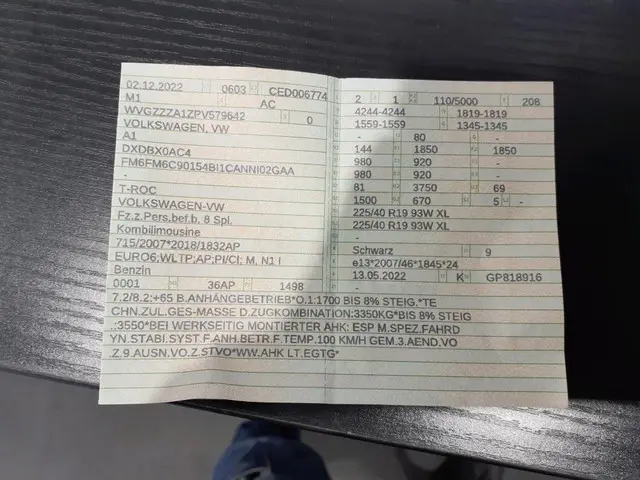 02.12.2022 0603 CED006774
M1 AC
WVGZZZA1ZPV579642 0
VOLKSWAGEN, VW
A1
DXDBX0AC4
FM6FM6C90154BI1CANNI02GAA
-
T-ROC
VOLKSWAGEN-VW
Fz.z.Pers.bef.b. 8 Spl.
Kombilimousine
715/2007*2018/1832AP
EURO6;WLTP;AP;PI/CI; M, N1 I
Benzin
0001 36AP 1498
2 1 110/5000 208
4244-4244 1819-1819
1559-1559 1345-1345
- 80 -
144 1850 1850
980 920 -
980 920 -
81 3750 69
1500 670 5 -
225/40 R19 93W XL
225/40 R19 93W XL
-
Schwarz 9
e13*2007/46*1845*24
13.05.2022 K GP818916
7.2/8.2:+65 B.ANHÄNGEBETRIEB*O.1:1700 BIS 8% STEIG.*TE
CHN.ZUL.GES-MASSE D.ZUGKOMBINATION:3350KG*BIS 8% STEIG
.:3550*BEI WERKSEITIG MONTIERTER AHK: ESP M.SPEZ.FAHRD
YN.STABI.SYST.F.ANH.BETR.F.TEMP.100 KM/H GEM.3.AEND.VO
.Z.9.AUSN.VO.Z.STVO*WW.AHK LT.EGTG*